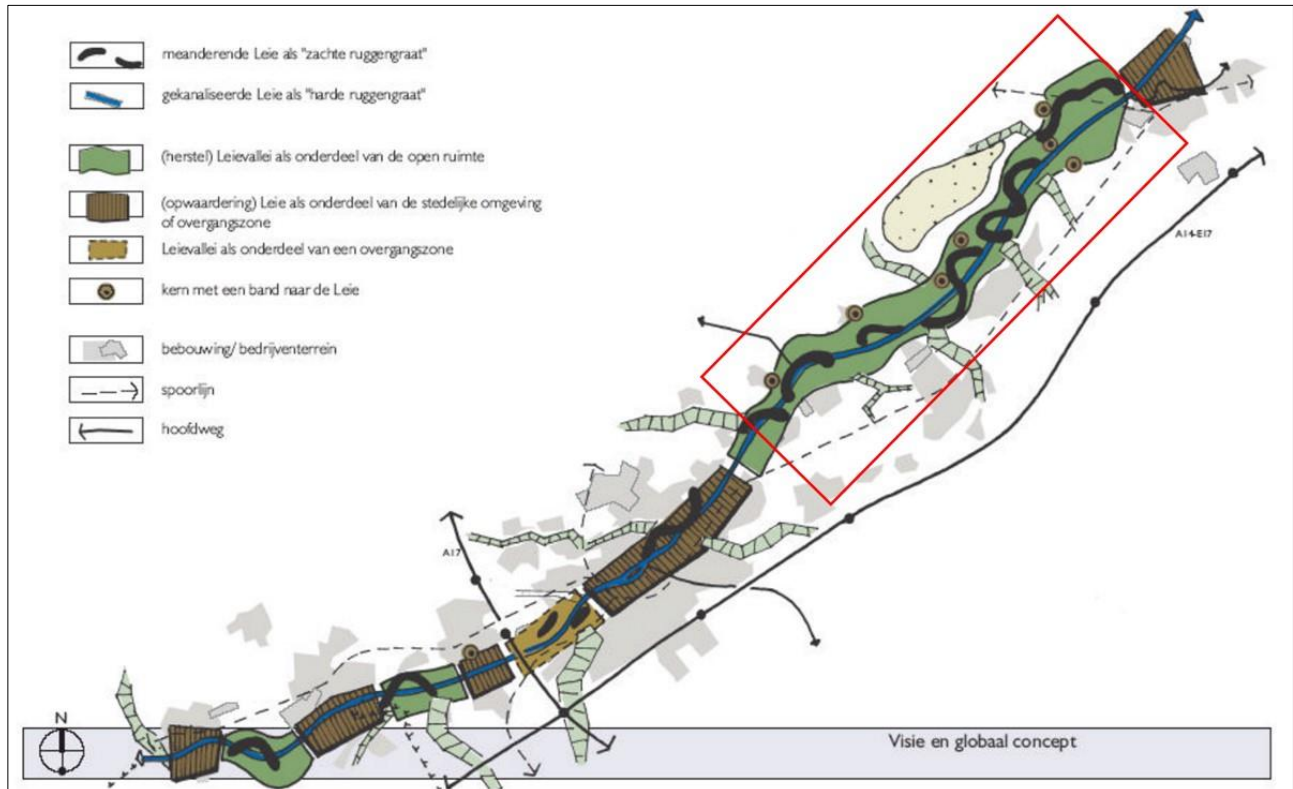 meanderende Leie als "zachte ruggengraat"
gekanaliseerde Leie als "harde ruggengraat"
(herstel) Leievallei als onderdeel van de open ruimte
(opwaardering) Leie als onderdeel van de stedelijke omgeving
of overgangszone
Leievallei als onderdeel van een overgangszone
kern met een band naar de Leie
bebouwing/ bedrijventerrein
spoorlijn
hoofdweg
A14-E17
A17
N
Visie en globaal concept